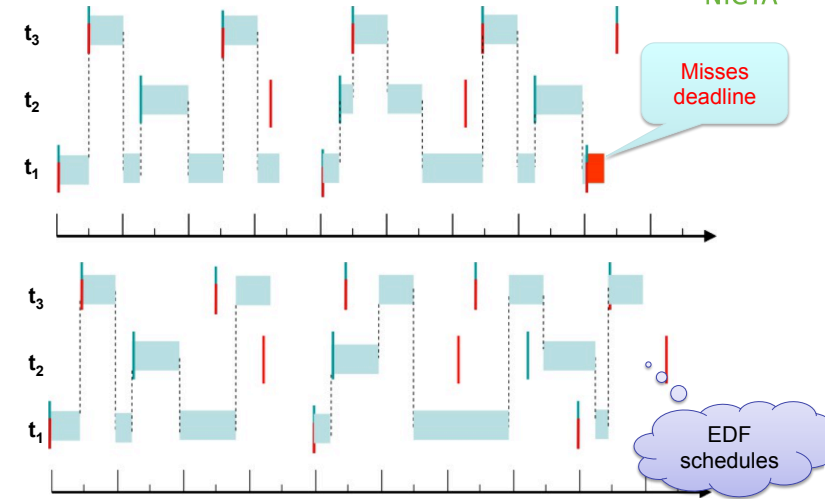 NICTA
t3
Misses
deadline
t2
t1
t3
t2
t1
EDF
schedules